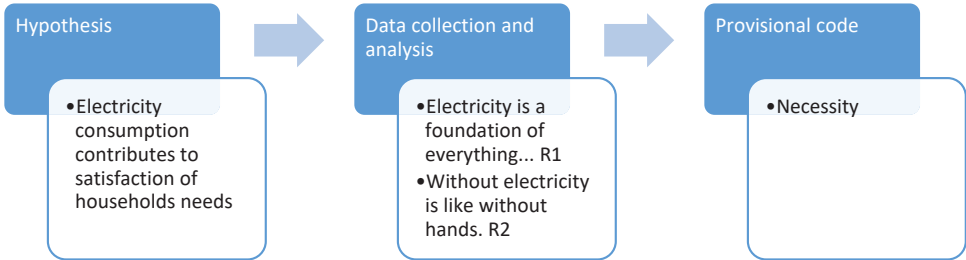 Hypothesis
•Electricity
consumption
contributes to
satisfaction of
households needs
Data collection and
analysis
•Electricity is a
foundation of
everything... R1
•Without electricity
is like without
hands. R2
Provisional code
•Necessity